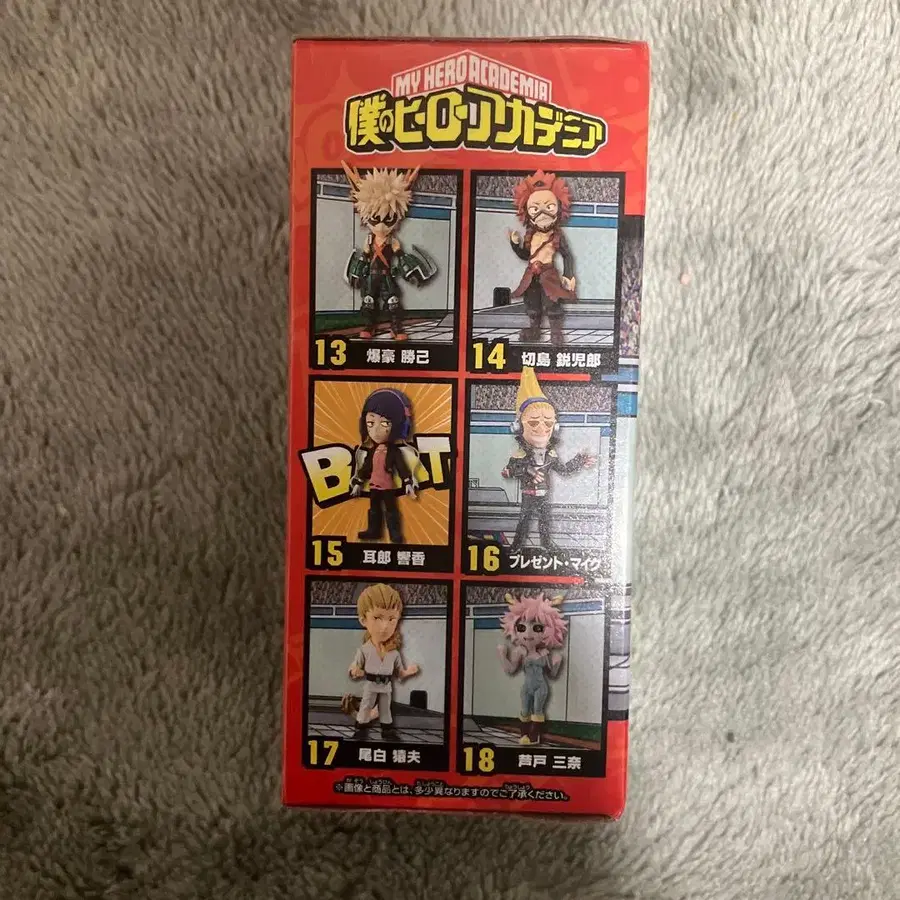 MY HERO ACADEMIA
僕のヒーローアカデミア
13 爆豪 勝己
14 切島 鋭児郎
15 耳郎 響香
16 プレゼント・マイク
17 尾白 猿夫
18 芦戸 三奈
※画像と商品とは、多少異なりますのでご了承ください。